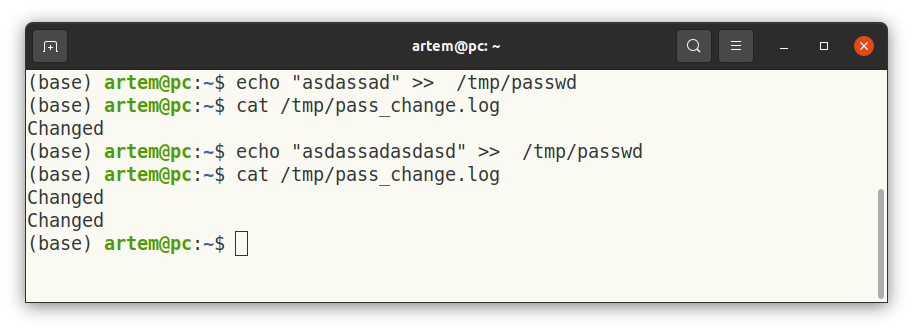 artem@pc: ~
(base) artem@pc:~$ echo "asdassad" >>  /tmp/passwd
(base) artem@pc:~$ cat /tmp/pass_change.log
Changed
(base) artem@pc:~$ echo "asdassadasdasd" >>  /tmp/passwd
(base) artem@pc:~$ cat /tmp/pass_change.log
Changed
Changed
(base) artem@pc:~$